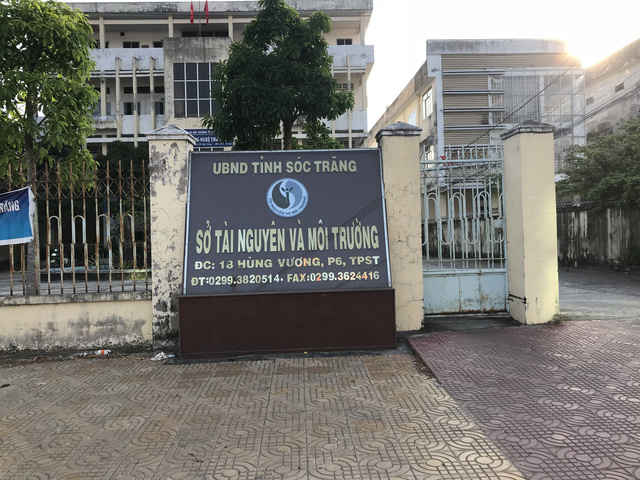 UBND TỈNH SÓC TRĂNG
SỞ TÀI NGUYÊN VÀ MÔI TRƯỜNG
ĐC: 18 HÙNG VƯƠNG, P6, TPST
ĐT:0299.3820514. FAX:0299.3624416